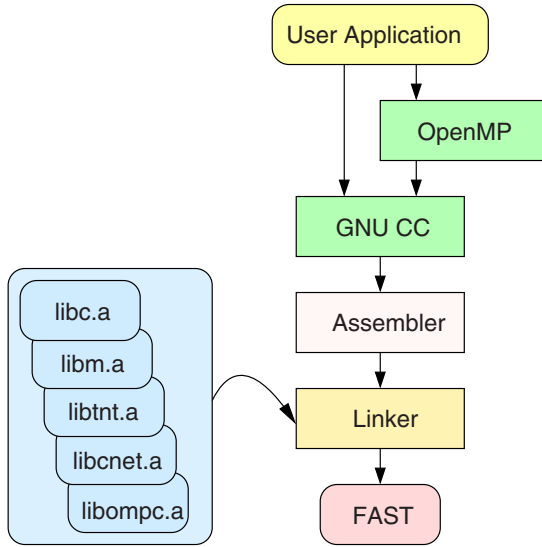 User Application
OpenMP
GNU CC
Assembler
Linker
FAST
libc.a
libm.a
libtnt.a
libcnet.a
libompc.a